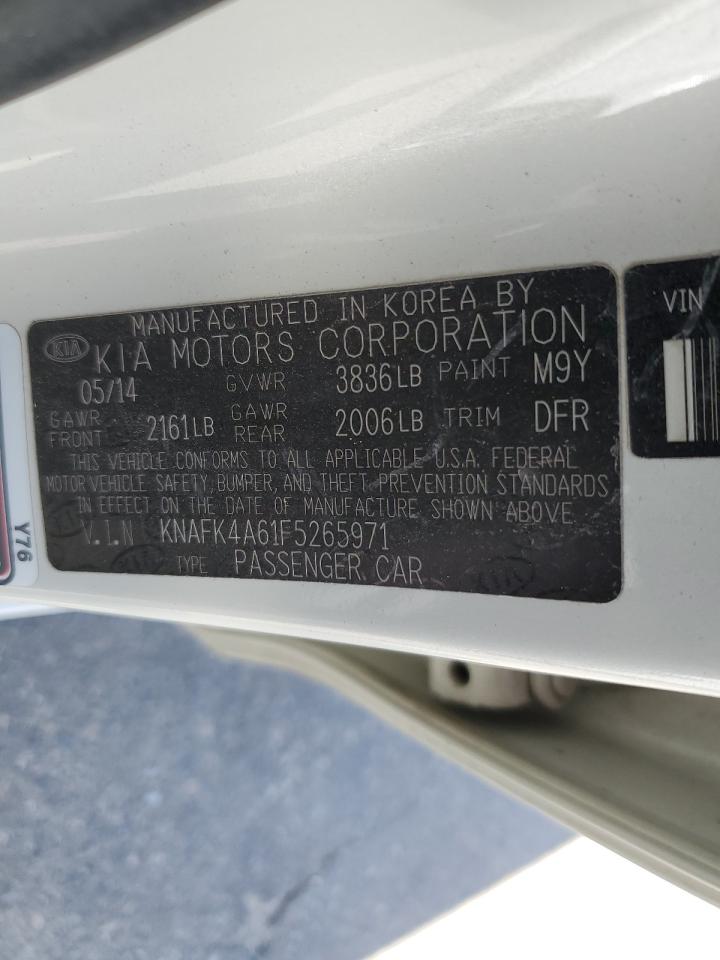 MANUFACTURED IN KOREA BY
KIA KIA MOTORS CORPORATION
05/14 GVWR 3836LB PAINT M9Y
GAWR FRONT 2161LB GAWR REAR 2006LB TRIM DFR
THIS VEHICLE CONFORMS TO ALL APPLICABLE U.S.A. FEDERAL
MOTOR VEHICLE SAFETY, BUMPER, AND THEFT PREVENTION STANDARDS
IN EFFECT ON THE DATE OF MANUFACTURE SHOWN ABOVE.
V.I.N KNAFK4A61F5265971
TYPE PASSENGER CAR
KIA
VIN
Y76